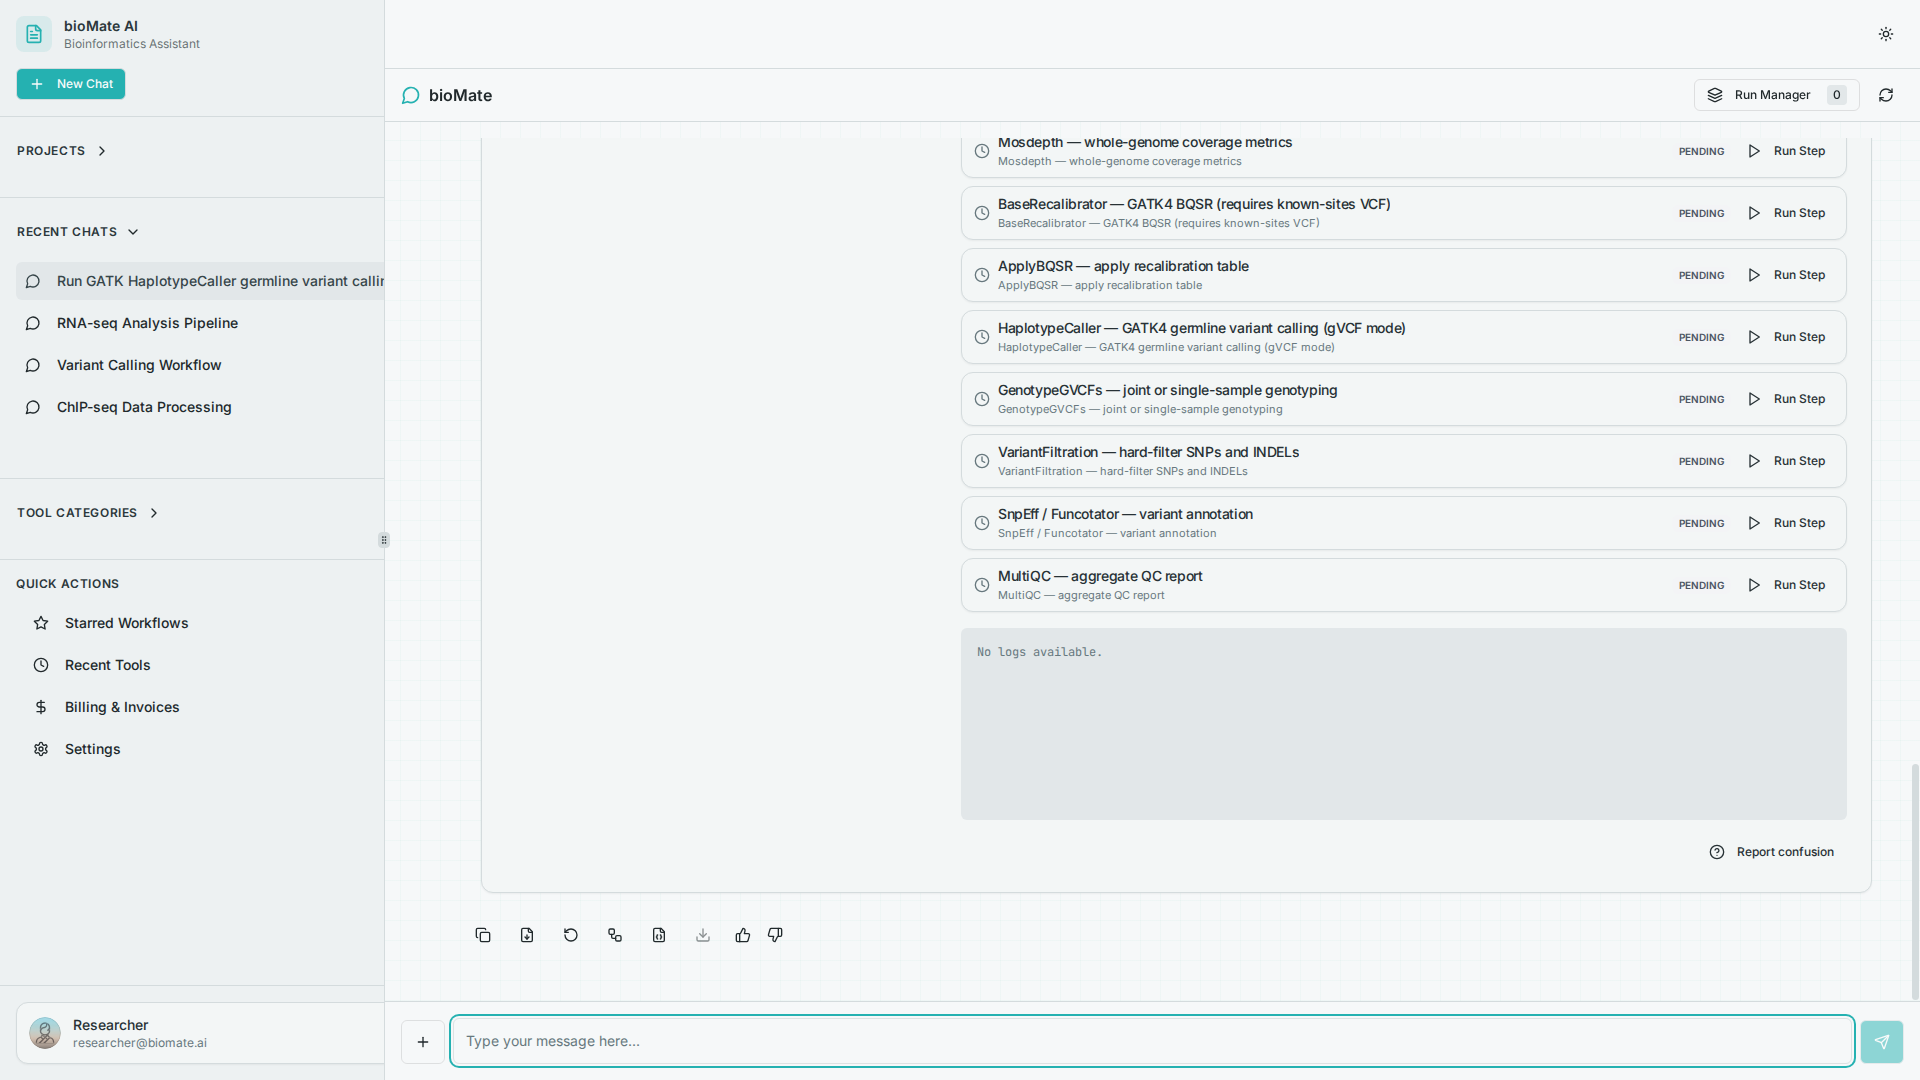 bioMate AI
Bioinformatics Assistant
New Chat
PROJECTS
RECENT CHATS
Run GATK HaplotypeCaller germline variant callin
RNA-seq Analysis Pipeline
Variant Calling Workflow
ChIP-seq Data Processing
TOOL CATEGORIES
QUICK ACTIONS
Starred Workflows
Recent Tools
Billing & Invoices
Settings
Researcher
researcher@biomate.ai
bioMate
Run Manager 0
Mosdepth — whole-genome coverage metrics
Mosdepth — whole-genome coverage metrics
PENDING Run Step
BaseRecalibrator — GATK4 BQSR (requires known-sites VCF)
BaseRecalibrator — GATK4 BQSR (requires known-sites VCF)
PENDING Run Step
ApplyBQSR — apply recalibration table
ApplyBQSR — apply recalibration table
PENDING Run Step
HaplotypeCaller — GATK4 germline variant calling (gVCF mode)
HaplotypeCaller — GATK4 germline variant calling (gVCF mode)
PENDING Run Step
GenotypeGVCFs — joint or single-sample genotyping
GenotypeGVCFs — joint or single-sample genotyping
PENDING Run Step
VariantFiltration — hard-filter SNPs and INDELs
VariantFiltration — hard-filter SNPs and INDELs
PENDING Run Step
SnpEff / Funcotator — variant annotation
SnpEff / Funcotator — variant annotation
PENDING Run Step
MultiQC — aggregate QC report
MultiQC — aggregate QC report
PENDING Run Step
No logs available.
Report confusion
Type your message here...